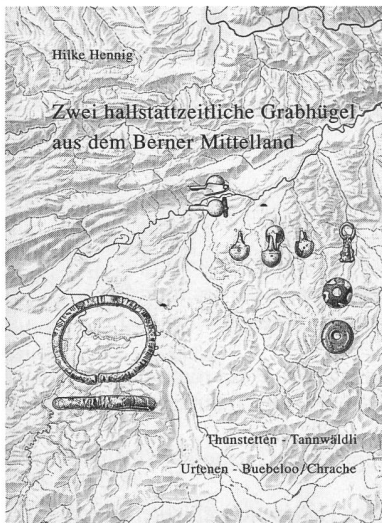 Hilke Hennig
Zwei hallstattzeitliche Grabhügel
aus dem Berner Mittelland
Thunstetten - Tannwäldli
Urtenen - Buebeloo/Chrache